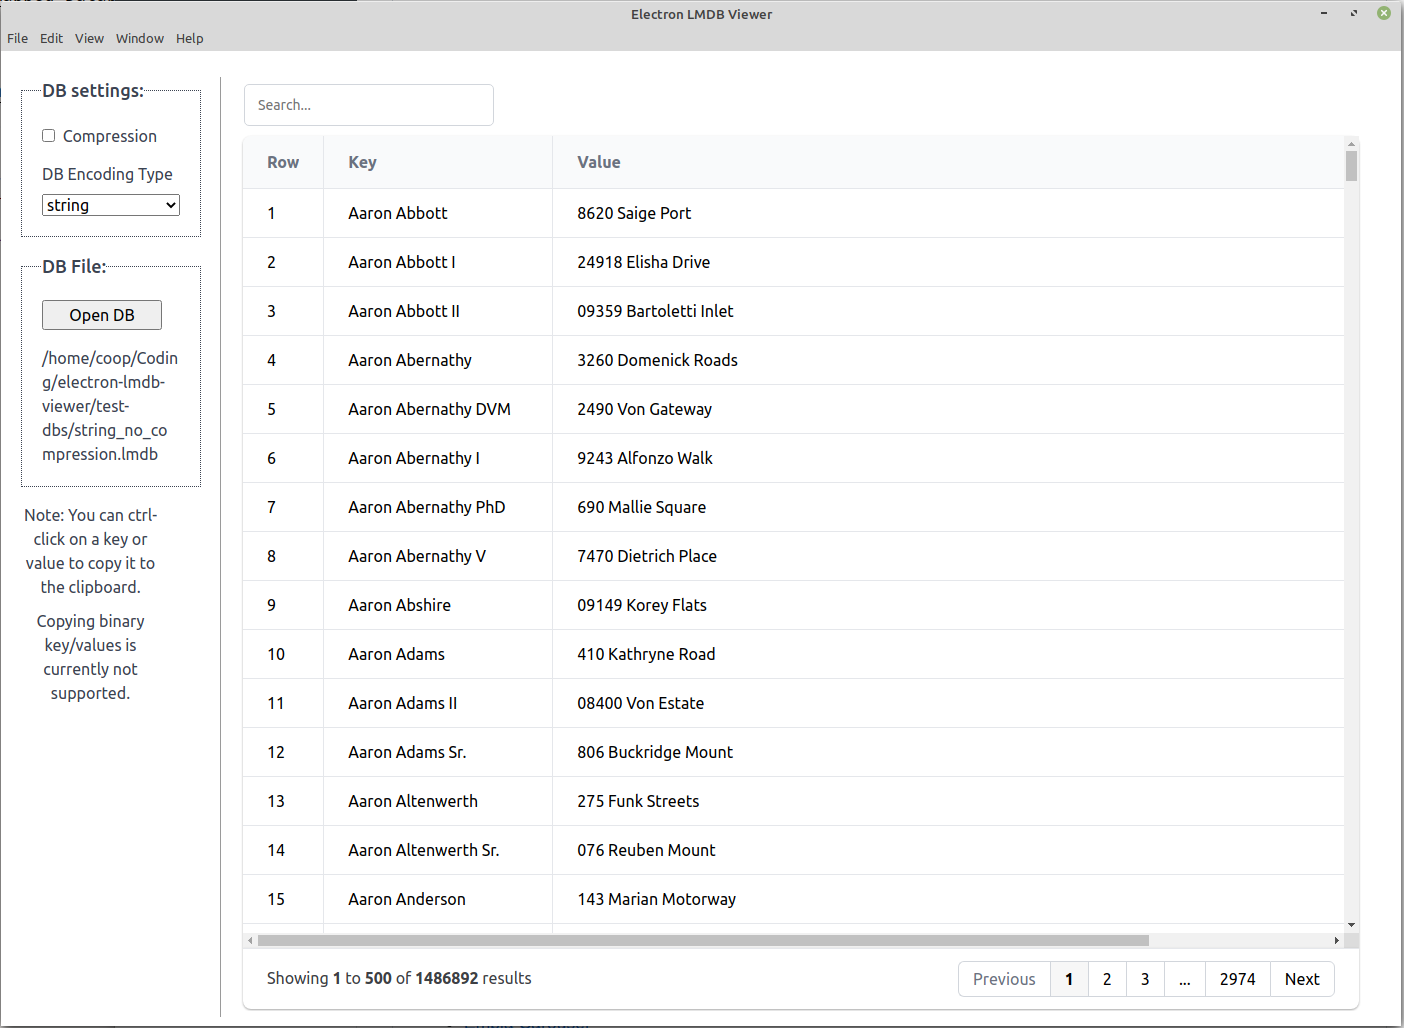 Electron LMDB Viewer
File Edit View Window Help
DB settings:
Compression
DB Encoding Type
string
DB File:
Open DB
/home/coop/Codin
g/electron-lmdb-
viewer/test-
dbs/string_no_co
mpression.lmdb
Note: You can ctrl-
click on a key or
value to copy it to
the clipboard.
Copying binary
key/values is
currently not
supported.
Search...
Row Key Value
1 Aaron Abbott 8620 Saige Port
2 Aaron Abbott I 24918 Elisha Drive
3 Aaron Abbott II 09359 Bartoletti Inlet
4 Aaron Abernathy 3260 Domenick Roads
5 Aaron Abernathy DVM 2490 Von Gateway
6 Aaron Abernathy I 9243 Alfonzo Walk
7 Aaron Abernathy PhD 690 Mallie Square
8 Aaron Abernathy V 7470 Dietrich Place
9 Aaron Abshire 09149 Korey Flats
10 Aaron Adams 410 Kathryne Road
11 Aaron Adams II 08400 Von Estate
12 Aaron Adams Sr. 806 Buckridge Mount
13 Aaron Altenwerth 275 Funk Streets
14 Aaron Altenwerth Sr. 076 Reuben Mount
15 Aaron Anderson 143 Marian Motorway
Showing 1 to 500 of 1486892 results
Previous 1 2 3 ... 2974 Next